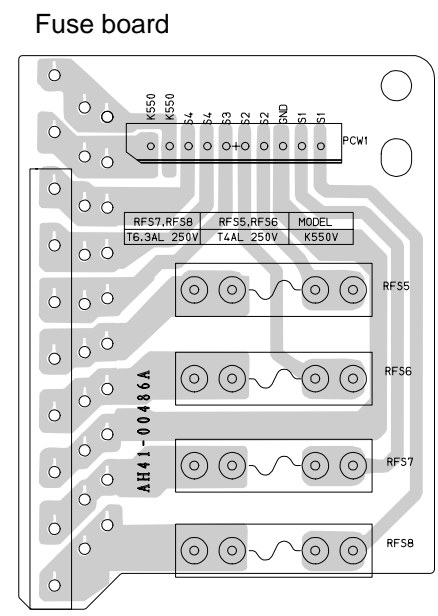 Fuse board
K550
K550
S4
S4
S3
S2
S2
GND
S1
S1
PCW1
RFS7,RFS8 RFS5,RFS6 MODEL
T6.3AL 250V T4AL 250V K550V
RFS5
RFS6
AH41-00486A
RFS7
RFS8